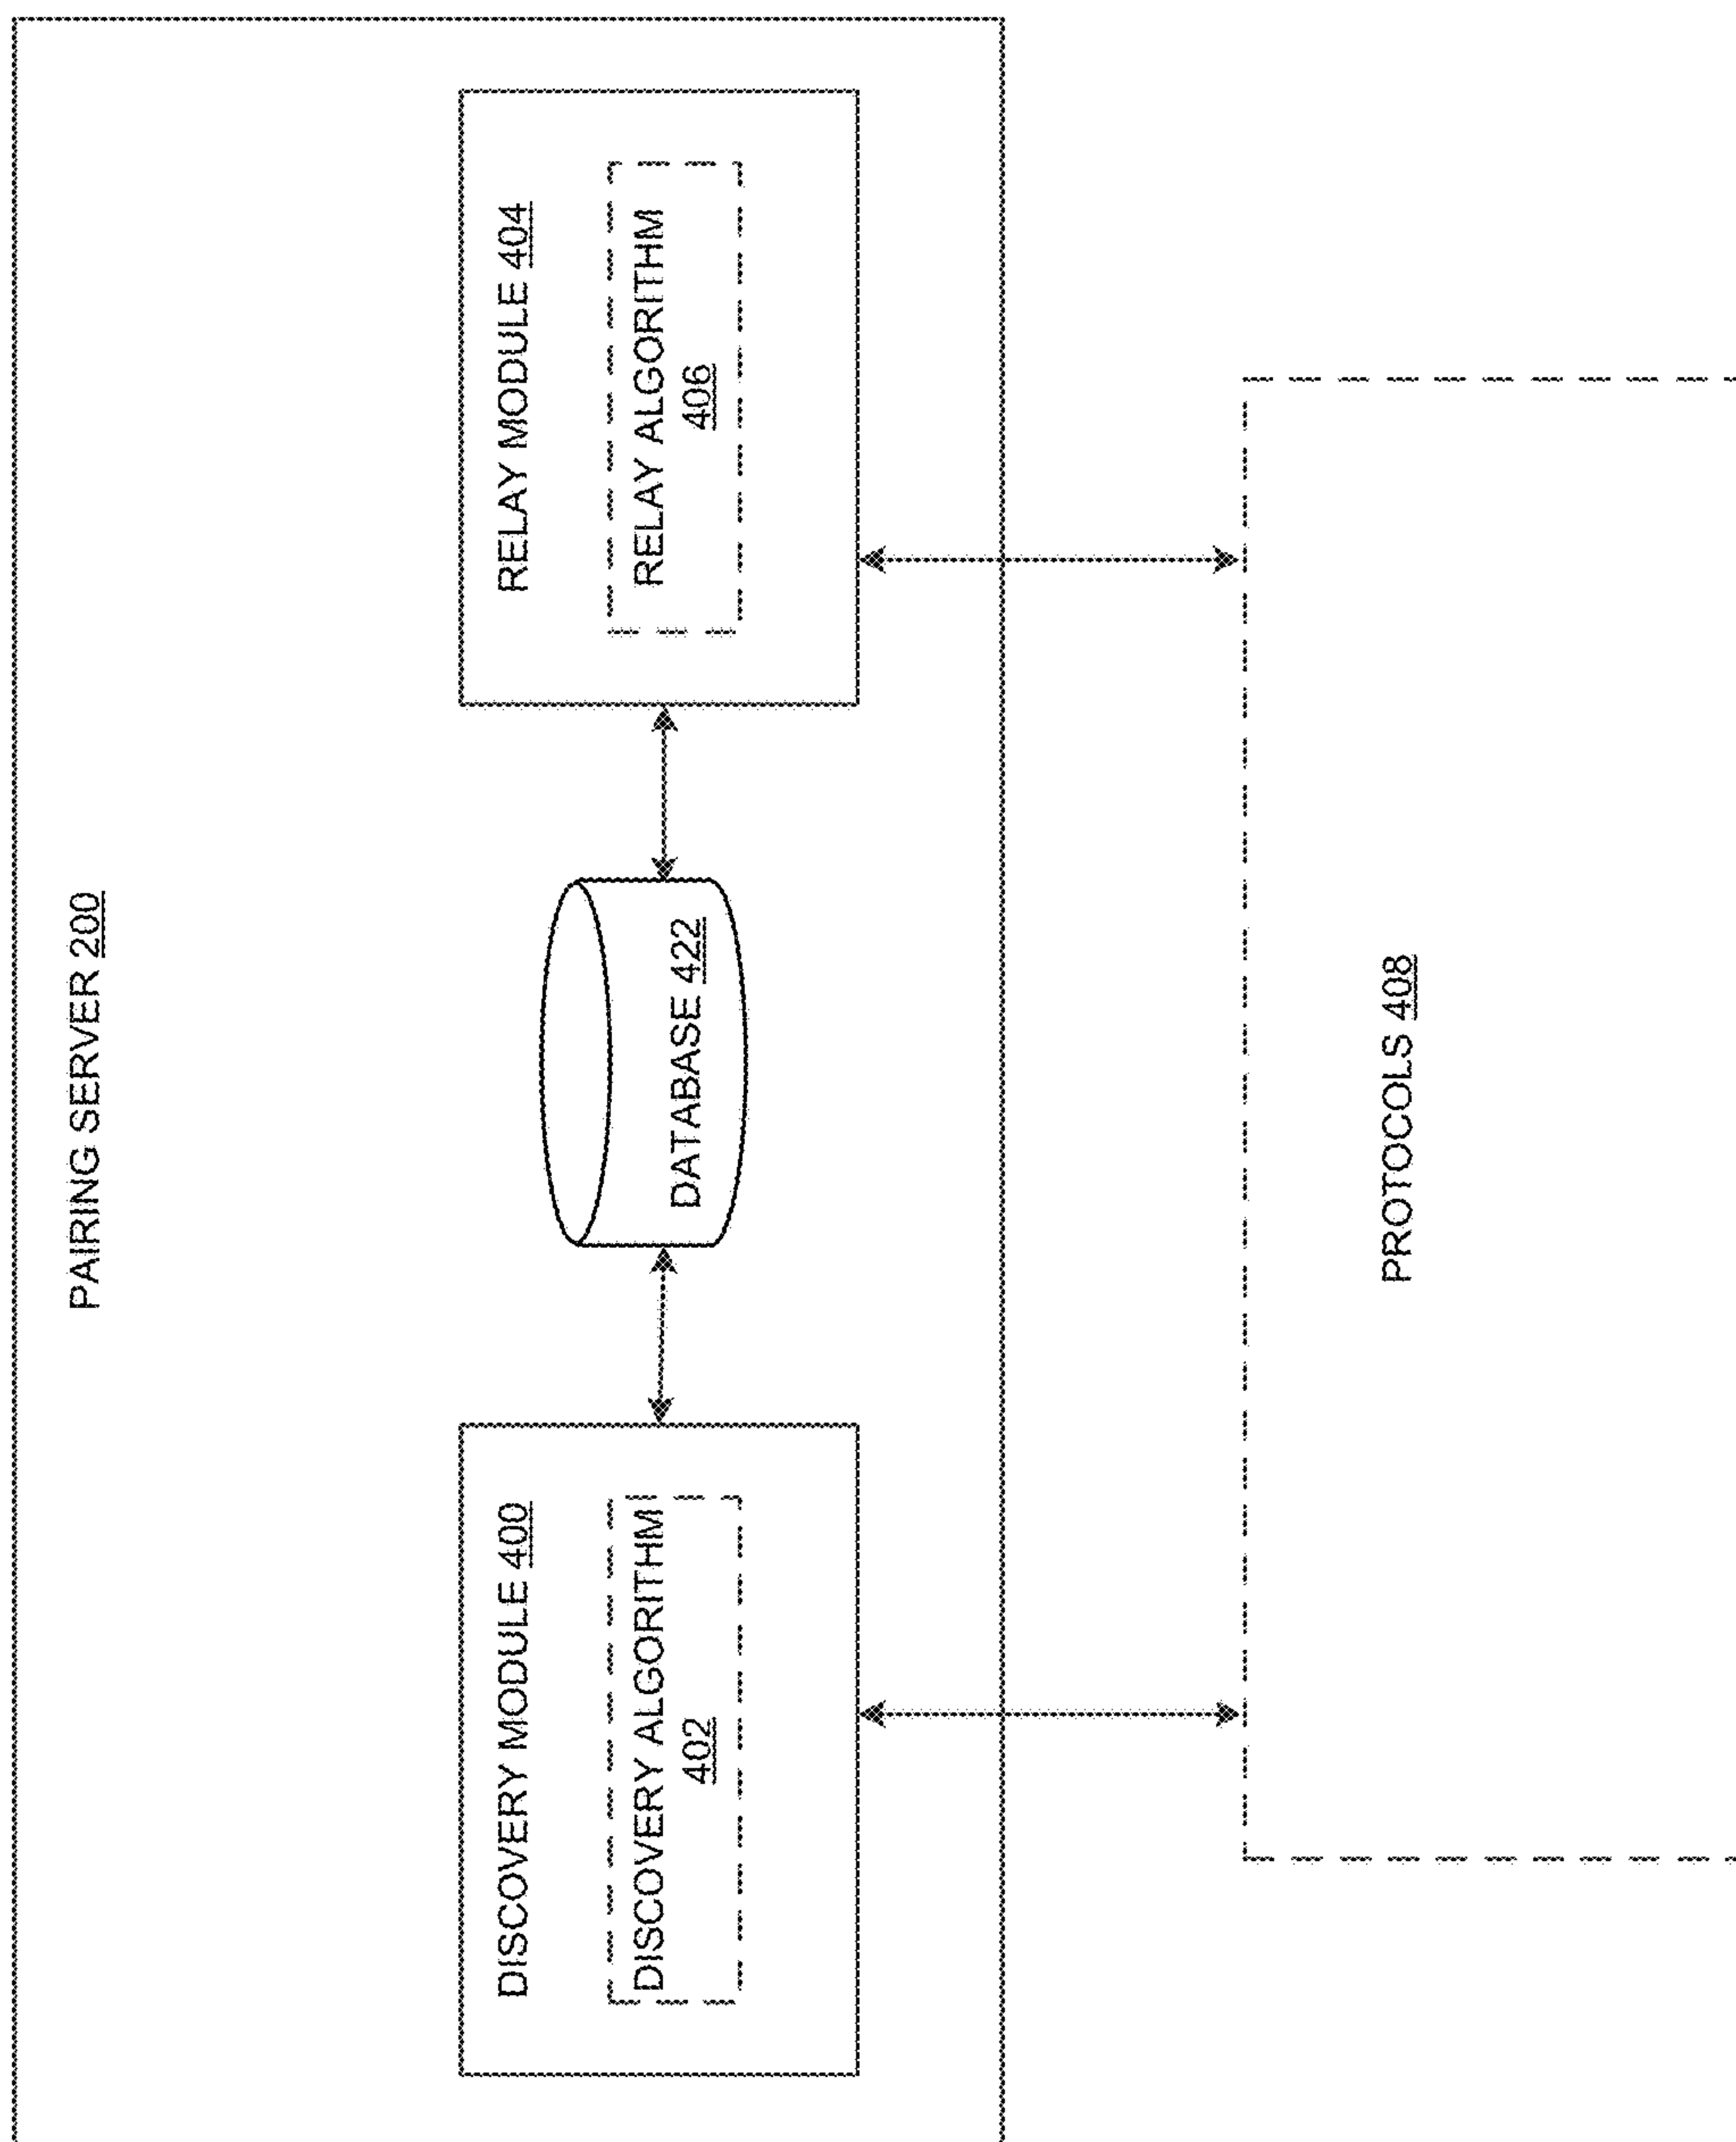 PAIRING SERVER 200
DISCOVERY MODULE 400
DISCOVERY ALGORITHM
402
DATABASE 422
RELAY MODULE 404
RELAY ALGORITHM
406
PROTOCOLS 408